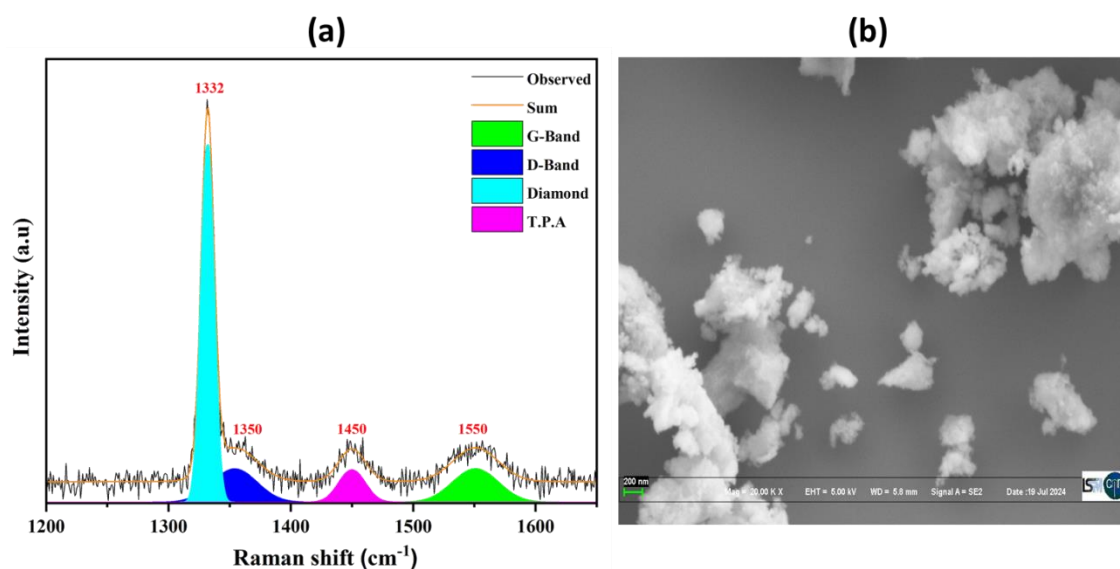 (a)
(b)
1332
Observed
Sum
G-Band
D-Band
Diamond
T.P.A
1350
1450
1550
Intensity (a.u)
1200
1300
1400
1500
1600
Raman shift (cm⁻¹)
200 nm
Mag = 20.00 K X EHT = 5.00 kV WD = 5.8 mm Signal A = SE2 Date :19 Jul 2024